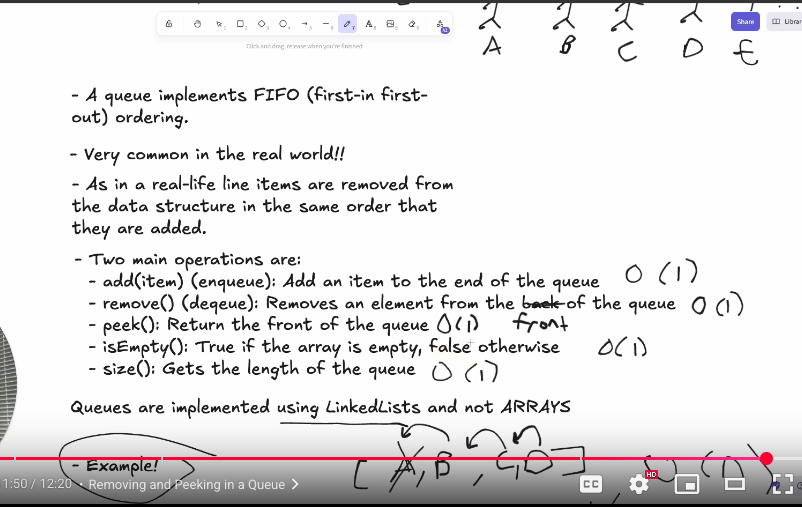 Share
Librar
Click and drag, release when you're finished
A B C D E
- A queue implements FIFO (first-in first-
out) ordering.
- Very common in the real world!!
- As in a real-life line items are removed from
the data structure in the same order that
they are added.
- Two main operations are:
- add(item) (enqueue): Add an item to the end of the queue O(1)
- remove() (deqeue): Removes an element from the back of the queue O(1)
- peek(): Return the front of the queue O(1) front
- isEmpty(): True if the array is empty, false otherwise O(1)
- size(): Gets the length of the queue O(1)
Queues are implemented using LinkedLists and not ARRAYS
- Example! [A, B, C, D] O(n)
1:50 / 12:20 • Removing and Peeking in a Queue >
CC
HD